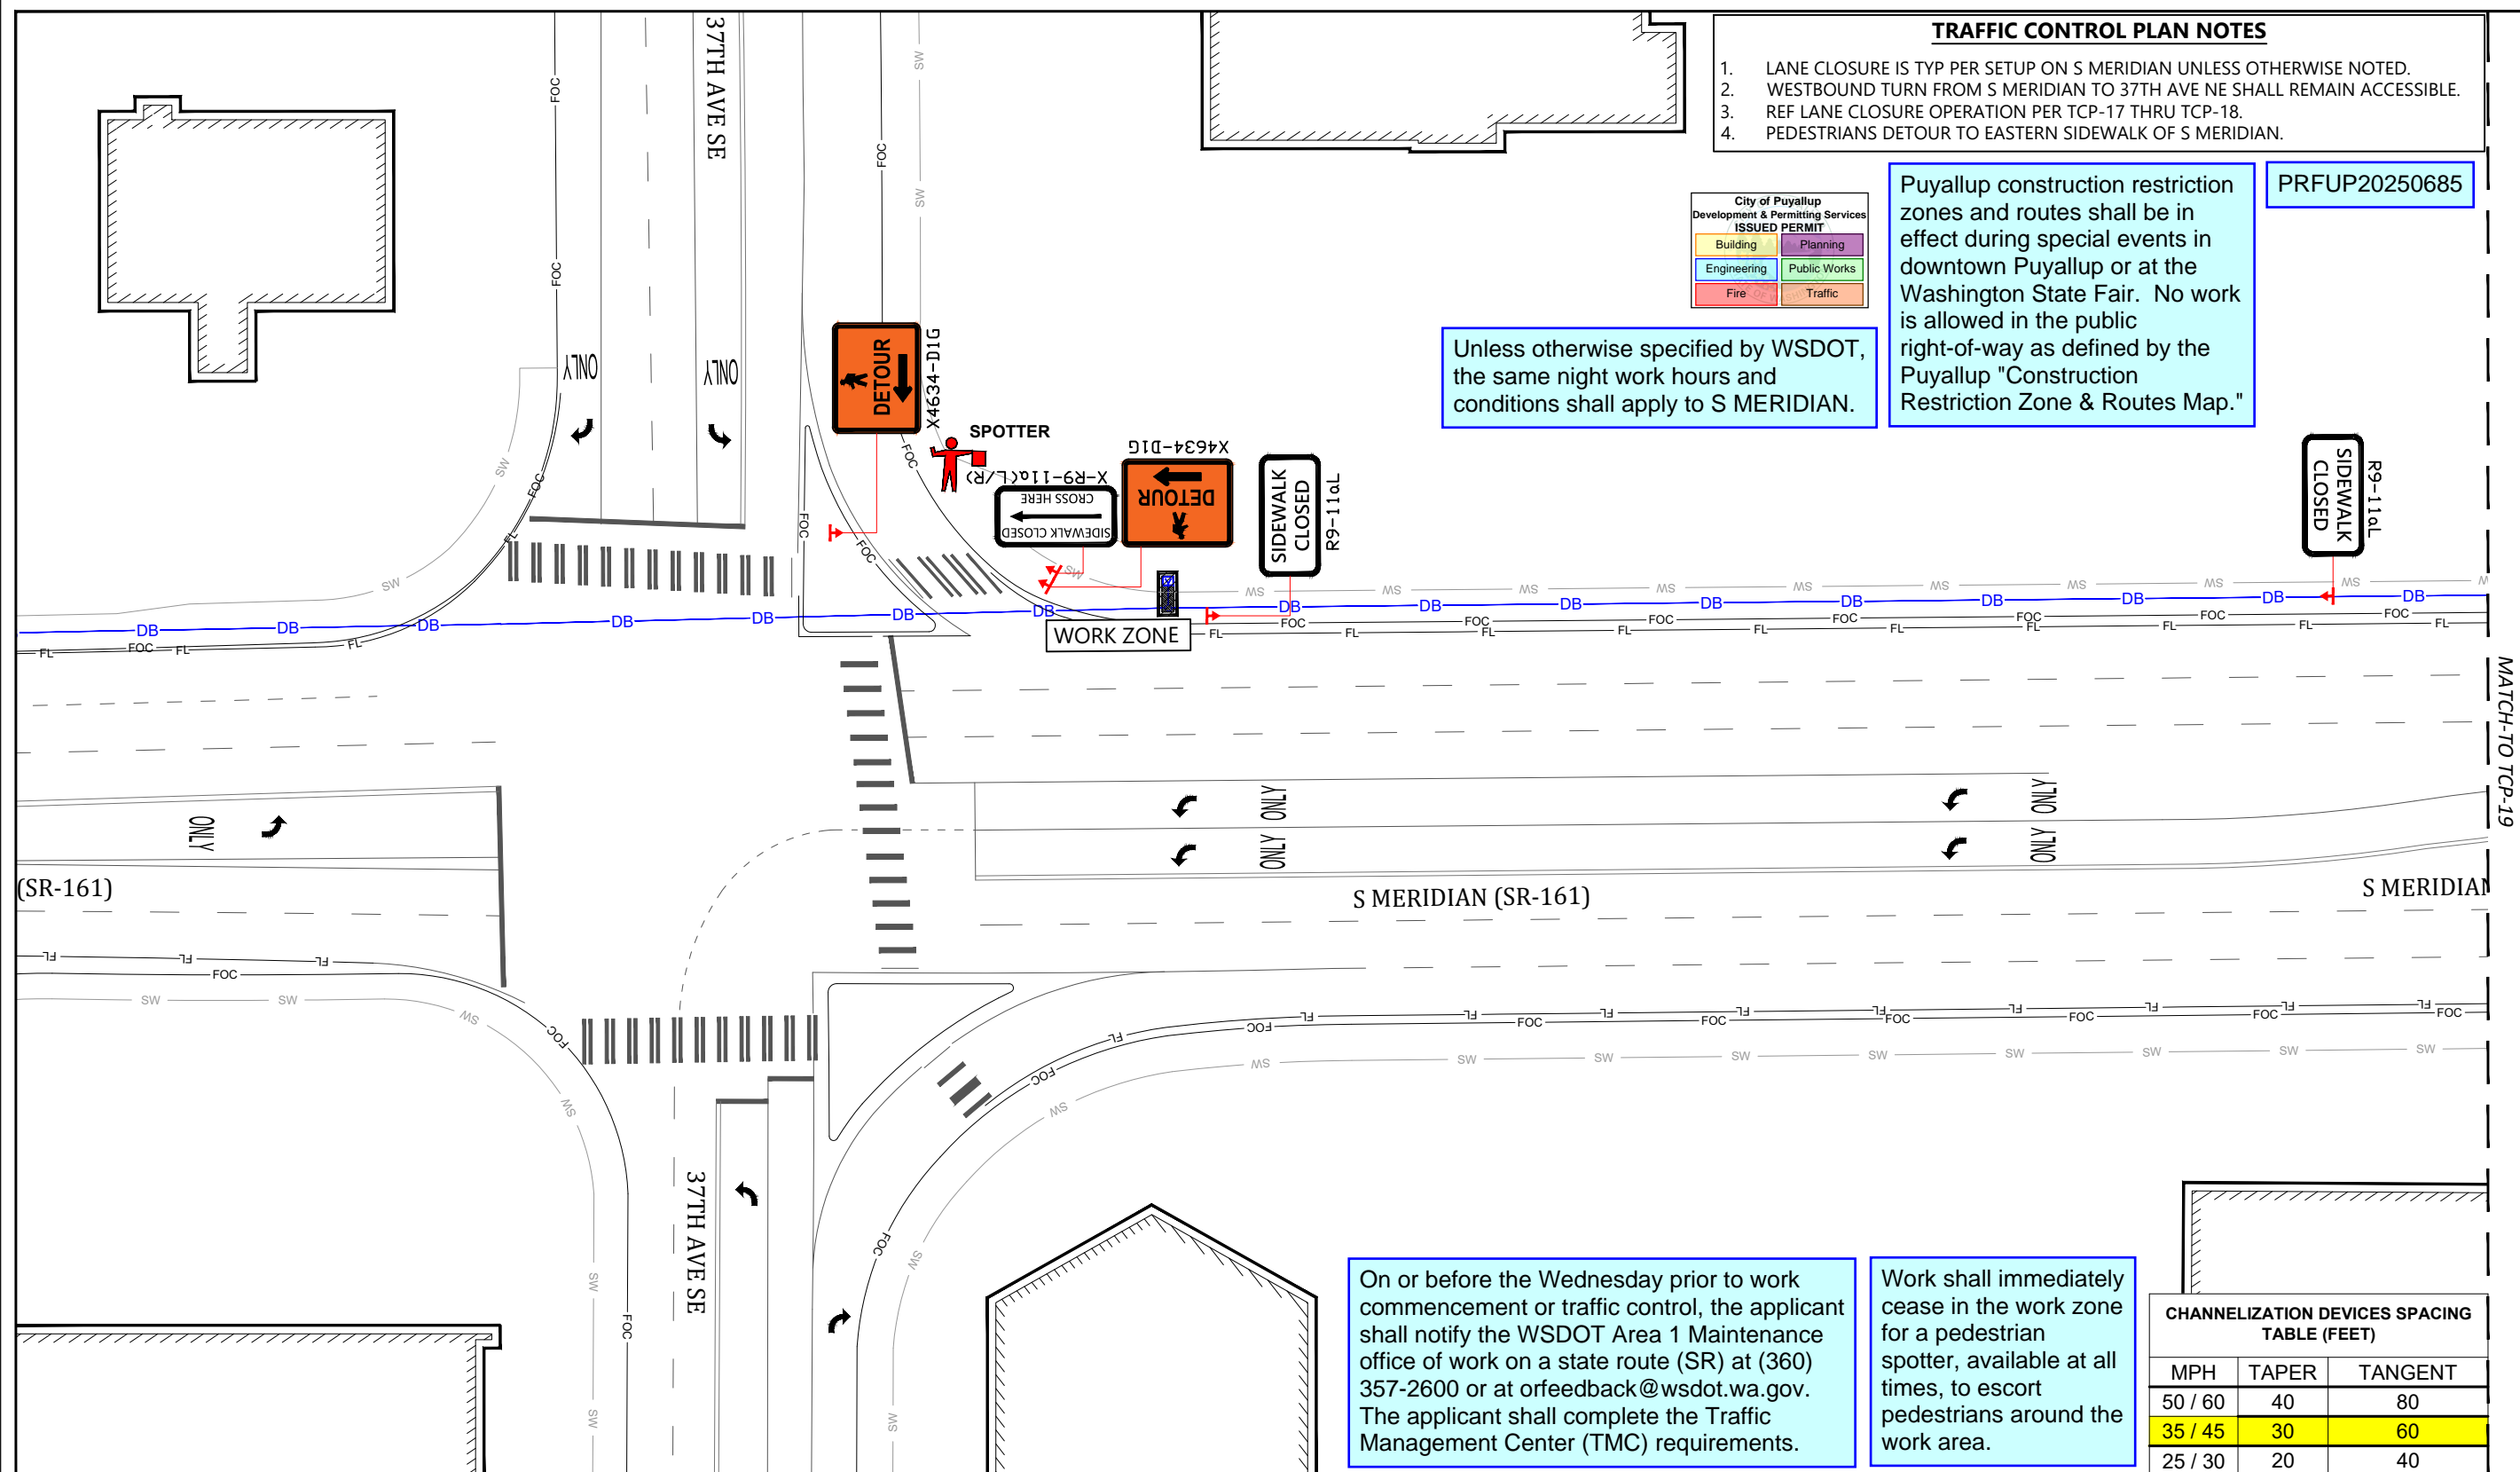 TRAFFIC CONTROL PLAN NOTES
1. LANE CLOSURE IS TYP PER SETUP ON S MERIDIAN UNLESS OTHERWISE NOTED.
2. WESTBOUND TURN FROM S MERIDIAN TO 37TH AVE NE SHALL REMAIN ACCESSIBLE.
3. REF LANE CLOSURE OPERATION PER TCP-17 THRU TCP-18.
4. PEDESTRIANS DETOUR TO EASTERN SIDEWALK OF S MERIDIAN.
City of Puyallup
Development & Permitting Services
ISSUED PERMIT
Building Planning
Engineering Public Works
Fire Traffic
Puyallup construction restriction
zones and routes shall be in
effect during special events in
downtown Puyallup or at the
Washington State Fair. No work
is allowed in the public
right-of-way as defined by the
Puyallup "Construction
Restriction Zone & Routes Map."
PRFUP20250685
Unless otherwise specified by WSDOT,
the same night work hours and
conditions shall apply to S MERIDIAN.
37TH AVE SE
ONLY
ONLY
DETOUR
X4634-D1G
SPOTTER
X-R9-11a(L/R)
SIDEWALK CLOSED
CROSS HERE
X4634-D1G
DETOUR
SIDEWALK
CLOSED
R9-11aL
SIDEWALK
CLOSED
R9-11aL
WORK ZONE
FOC
SW
DB
FL
MATCH-TO TCP-19
ONLY
ONLY
ONLY
ONLY
ONLY
(SR-161)
S MERIDIAN (SR-161)
S MERIDIAN
37TH AVE SE
On or before the Wednesday prior to work
commencement or traffic control, the applicant
shall notify the WSDOT Area 1 Maintenance
office of work on a state route (SR) at (360)
357-2600 or at orfeedback@wsdot.wa.gov.
The applicant shall complete the Traffic
Management Center (TMC) requirements.
Work shall immediately
cease in the work zone
for a pedestrian
spotter, available at all
times, to escort
pedestrians around the
work area.
CHANNELIZATION DEVICES SPACING
TABLE (FEET)
MPH TAPER TANGENT
50 / 60 40 80
35 / 45 30 60
25 / 30 20 40